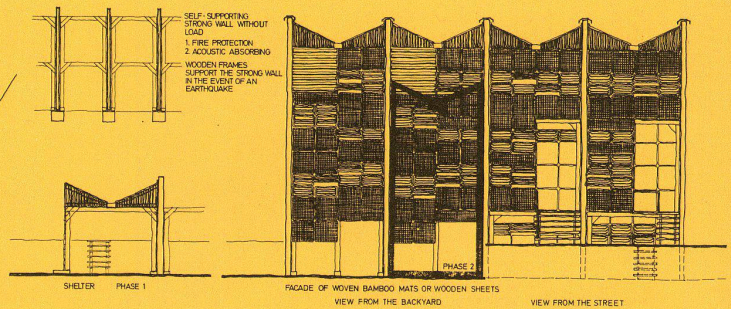 SELF-SUPPORTING
STRONG WALL WITHOUT
LOAD
1. FIRE PROTECTION
2. ACOUSTIC ABSORBING
WOODEN FRAMES
SUPPORT THE STRONG WALL
IN THE EVENT OF AN
EARTHQUAKE
SHELTER PHASE 1
PHASE 2
FACADE OF WOVEN BAMBOO MATS OR WOODEN SHEETS
VIEW FROM THE BACKYARD
VIEW FROM THE STREET